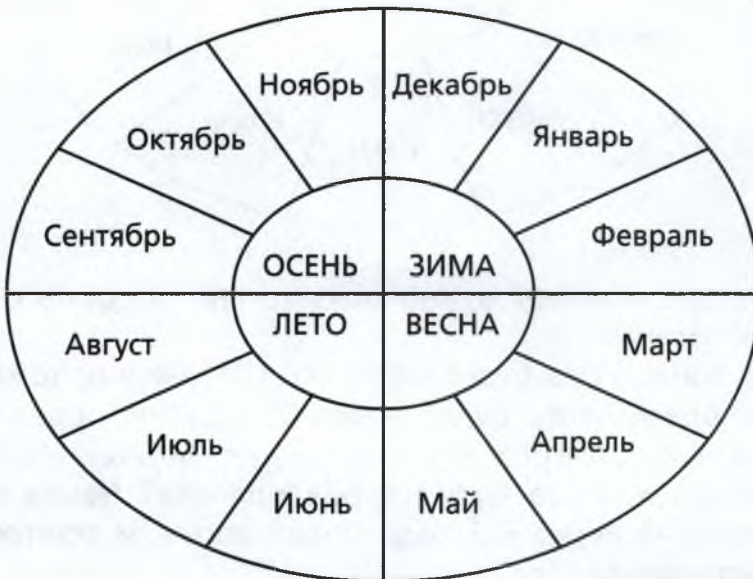 Ноябрь Декабрь
Октябрь Январь
Сентябрь Февраль
ОСЕНЬ ЗИМА
ЛЕТО ВЕСНА
Август Март
Июль Апрель
Июнь Май